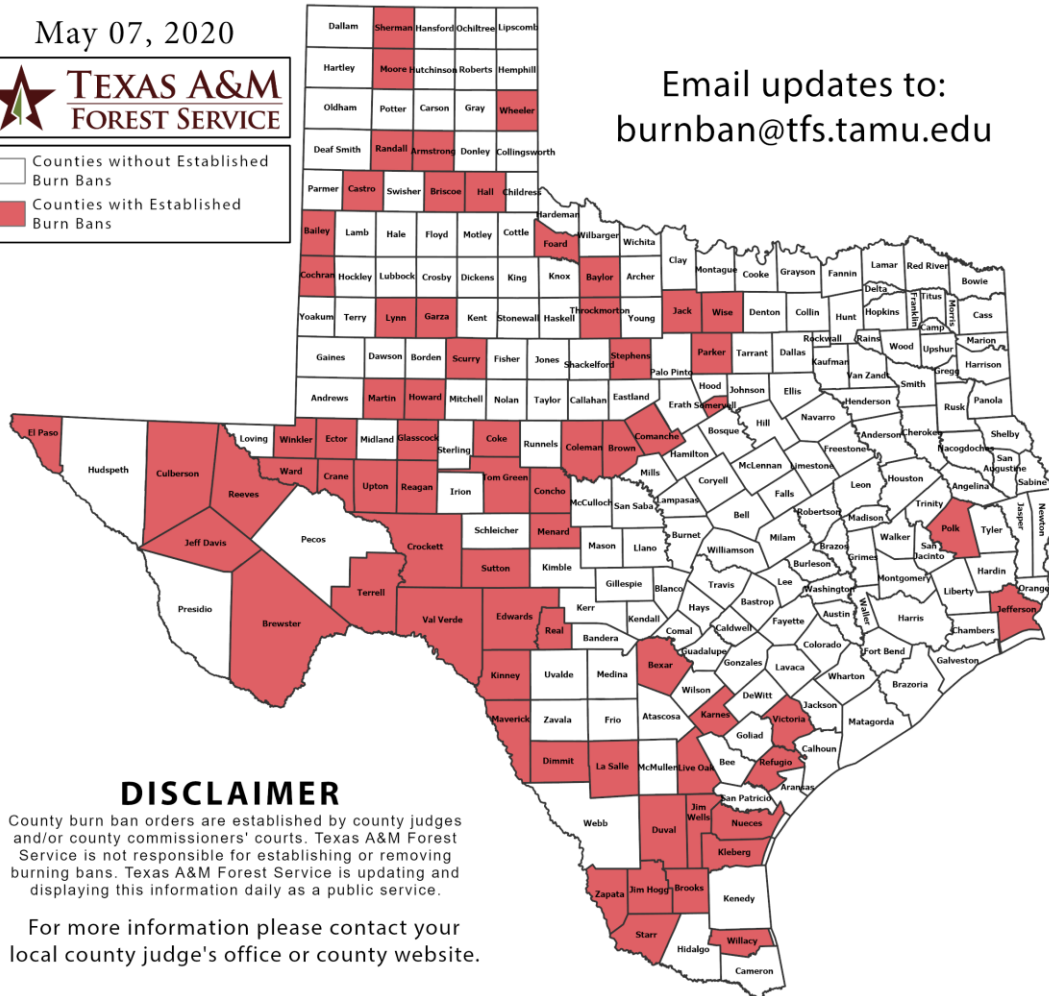 May 07, 2020
TEXAS A&M
FOREST SERVICE
Counties without Established
Burn Bans
Counties with Established
Burn Bans
Email updates to:
burnban@tfs.tamu.edu
Dallam Sherman Hansford Ochiltree Lipscomb
Hartley Moore Hutchinson Roberts Hemphill
Oldham Potter Carson Gray Wheeler
Deaf Smith Randall Armstrong Donley Collingsworth
Parmer Castro Swisher Briscoe Hall Childress
Hardeman
Bailey Lamb Hale Floyd Motley Cottle Foard Wilbarger Wichita
Clay Montague Cooke Grayson Fannin Lamar Red River Bowie
Cochran Hockley Lubbock Crosby Dickens King Knox Baylor Archer
Delta Franklin Titus Morris Cass
Yoakum Terry Lynn Garza Kent Stonewall Haskell Throckmorton Young Jack Wise Denton Collin Hunt Hopkins
Camp Marion
Rockwall Rains Wood Upshur
Gaines Dawson Borden Scurry Fisher Jones Shackelford Stephens Palo Pinto Parker Tarrant Dallas Kaufman Van Zandt Gregg Harrison
Andrews Martin Howard Mitchell Nolan Taylor Callahan Eastland Erath Hood Somervell Johnson Ellis Henderson Smith Rusk Panola
El Paso Hudspeth Culberson Reeves Loving Winkler Ector Midland Glasscock Sterling Coke Runnels Coleman Brown Comanche Hamilton Bosque Hill Navarro Freestone Anderson Cherokee Nacogdoches Shelby
San
Augustine Sabine
Ward Crane Upton Reagan Irion Tom Green Concho McCulloch San Saba Mills Lampasas Coryell McLennan Limestone Falls Leon Houston Angelina
Trinity Polk Tyler Jasper Newton
Jeff Davis Pecos Crockett Schleicher Menard Mason Llano Burnet Bell Williamson Milam Robertson Brazos Madison Grimes Walker
San
Jacinto
Presidio Brewster Terrell Sutton Kimble Gillespie Blanco Travis Burleson Lee Washington Montgomery Liberty Hardin Orange
Val Verde Edwards Real Kerr Kendall Bandera Hays Comal Caldwell Bastrop Fayette Austin Waller Harris Chambers Jefferson
Kinney Uvalde Medina Bexar Guadalupe Gonzales Lavaca Colorado Fort Bend Wharton Brazoria Galveston
Maverick Zavala Frio Atascosa Wilson Karnes DeWitt Victoria Jackson Matagorda
Goliad Calhoun
Dimmit La Salle McMullen Live Oak Bee Refugio Aransas
San Patricio
Webb Duval
Jim
Wells
Nueces
Kleberg
Zapata Jim Hogg Brooks Kenedy
Starr Hidalgo Willacy
Cameron
DISCLAIMER
County burn ban orders are established by county judges
and/or county commissioners' courts. Texas A&M Forest
Service is not responsible for establishing or removing
burning bans. Texas A&M Forest Service is updating and
displaying this information daily as a public service.
For more information please contact your
local county judge's office or county website.